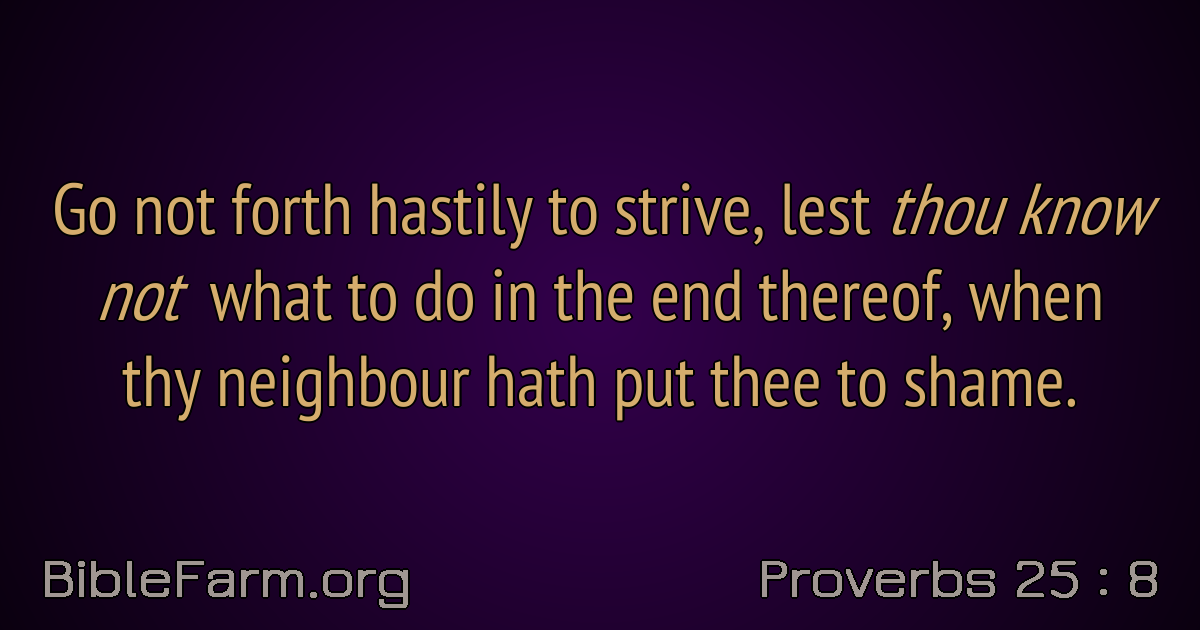 Go not forth hastily to strive, lest thou know
not what to do in the end thereof, when
thy neighbour hath put thee to shame.
BibleFarm.org
Proverbs 25 : 8